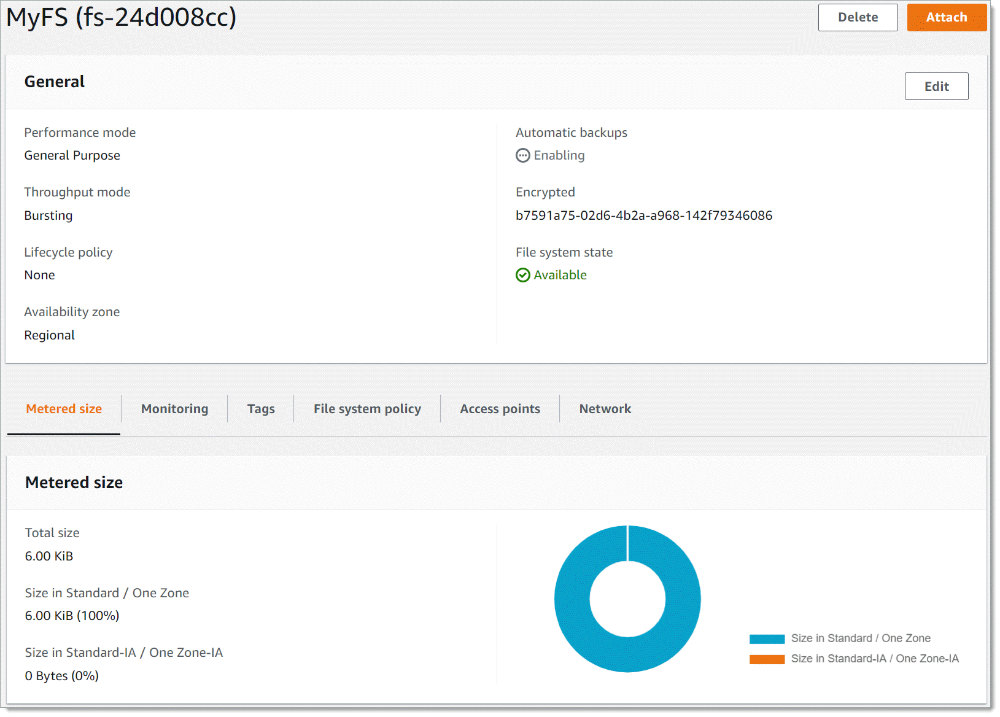 MyFS (fs-24d008cc)
Delete
Attach
General
Edit
Performance mode
General Purpose
Throughput mode
Bursting
Lifecycle policy
None
Availability zone
Regional
Automatic backups
Enabling
Encrypted
b7591a75-02d6-4b2a-a968-142f79346086
File system state
Available
Metered size
Monitoring
Tags
File system policy
Access points
Network
Metered size
Total size
6.00 KiB
Size in Standard / One Zone
6.00 KiB (100%)
Size in Standard-IA / One Zone-IA
0 Bytes (0%)
Size in Standard / One Zone
Size in Standard-IA / One Zone-IA